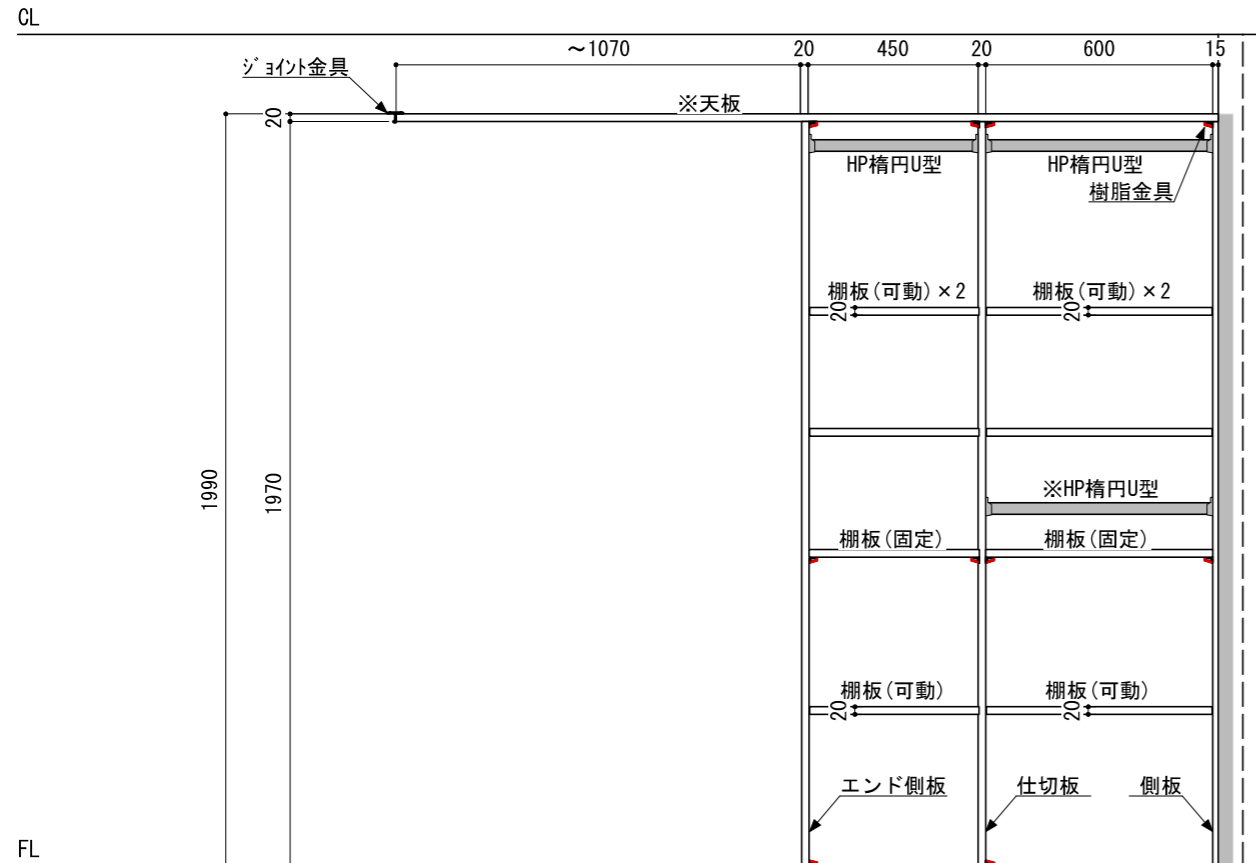 CL
～1070
20
450
20
600
15
ジョイント金具
※天板
20
HP楕円U型
HP楕円U型
樹脂金具
棚板(可動)×2
棚板(可動)×2
20
20
1990
1970
※HP楕円U型
棚板(固定)
棚板(固定)
棚板(可動)
棚板(可動)
20
20
エンド側板
仕切板
側板
FL